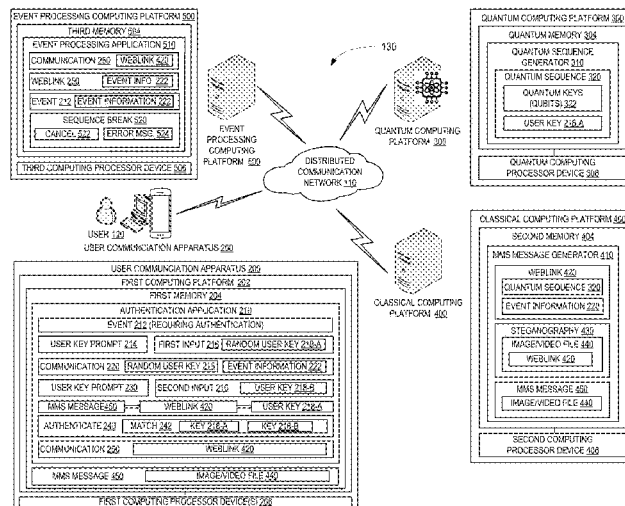 EVENT PROCESSING COMPUTING PLATFORM 500
THIRD MEMORY 504
EVENT PROCESSING APPLICATION 510
COMMUNICATION 250 WEBLINK 420
WEBLINK 250 EVENT INFO. 222
EVENT 212 EVENT INFORMATION 222
SEQUENCE BREAK 520
CANCEL 522 ERROR MSG. 524
THIRD COMPUTING PROCESSOR DEVICE 506
EVENT
PROCESSING
COMPUTING
PLATFORM 500
130
QUANTUM COMPUTING
PLATFORM 300
DISTRIBUTED
COMMUNICATION
NETWORK 110
USER 120
USER COMMUNCIATION APPARATUS 200
CLASSICAL COMPUTING
PLATFORM 400
QUANTUM COMPUTING PLATFORM 300
QUANTUM MEMORY 304
QUANTUM SEQUENCE
GENERATOR 310
QUANTUM SEQUENCE 320
QUANTUM KEYS
(QUBITS) 322
USER KEY 218-A
QUANTUM COMPUTING
PROCESSOR DEVICE 306
CLASSICAL COMPUTING PLATFORM 400
SECOND MEMORY 404
MMS MESSAGE GENERATOR 410
WEBLINK 420
QUANTUM SEQUENCE 320
EVENT INFORMATION 222
STEGANOGRAPHY 430
IMAGE/VIDEO FILE 440
WEBLINK 420
MMS MESSAGE 450
IMAGE/VIDEO FILE 440
SECOND COMPUTING
PROCESSOR DEVICE 406
USER COMMUNCIATION APPARATUS 200
FIRST COMPUTING PLATFORM 202
FIRST MEMORY 204
AUTHENTICATION APPLICATION 210
EVENT 212 (REQUIRING AUTHENTICATION)
USER KEY PROMPT 214 FIRST INPUT 216 RANDOM USER KEY 218-A
COMMUNICATION 220 RANDOM USER KEY 218 EVENT INFORMATION 222
USER KEY PROMPT 230 SECOND INPUT 216 USER KEY 218-B
MMS MESSAGE 450 WEBLINK 420 USER KEY 218-A
AUTHENTICATE 240 MATCH 242 KEY 218-A KEY 218-B
COMMUNICATION 250 WEBLINK 420
MMS MESSAGE 450 IMAGE/VIDEO FILE 440
FIRST COMPUTING PROCESSOR DEVICE(S) 206